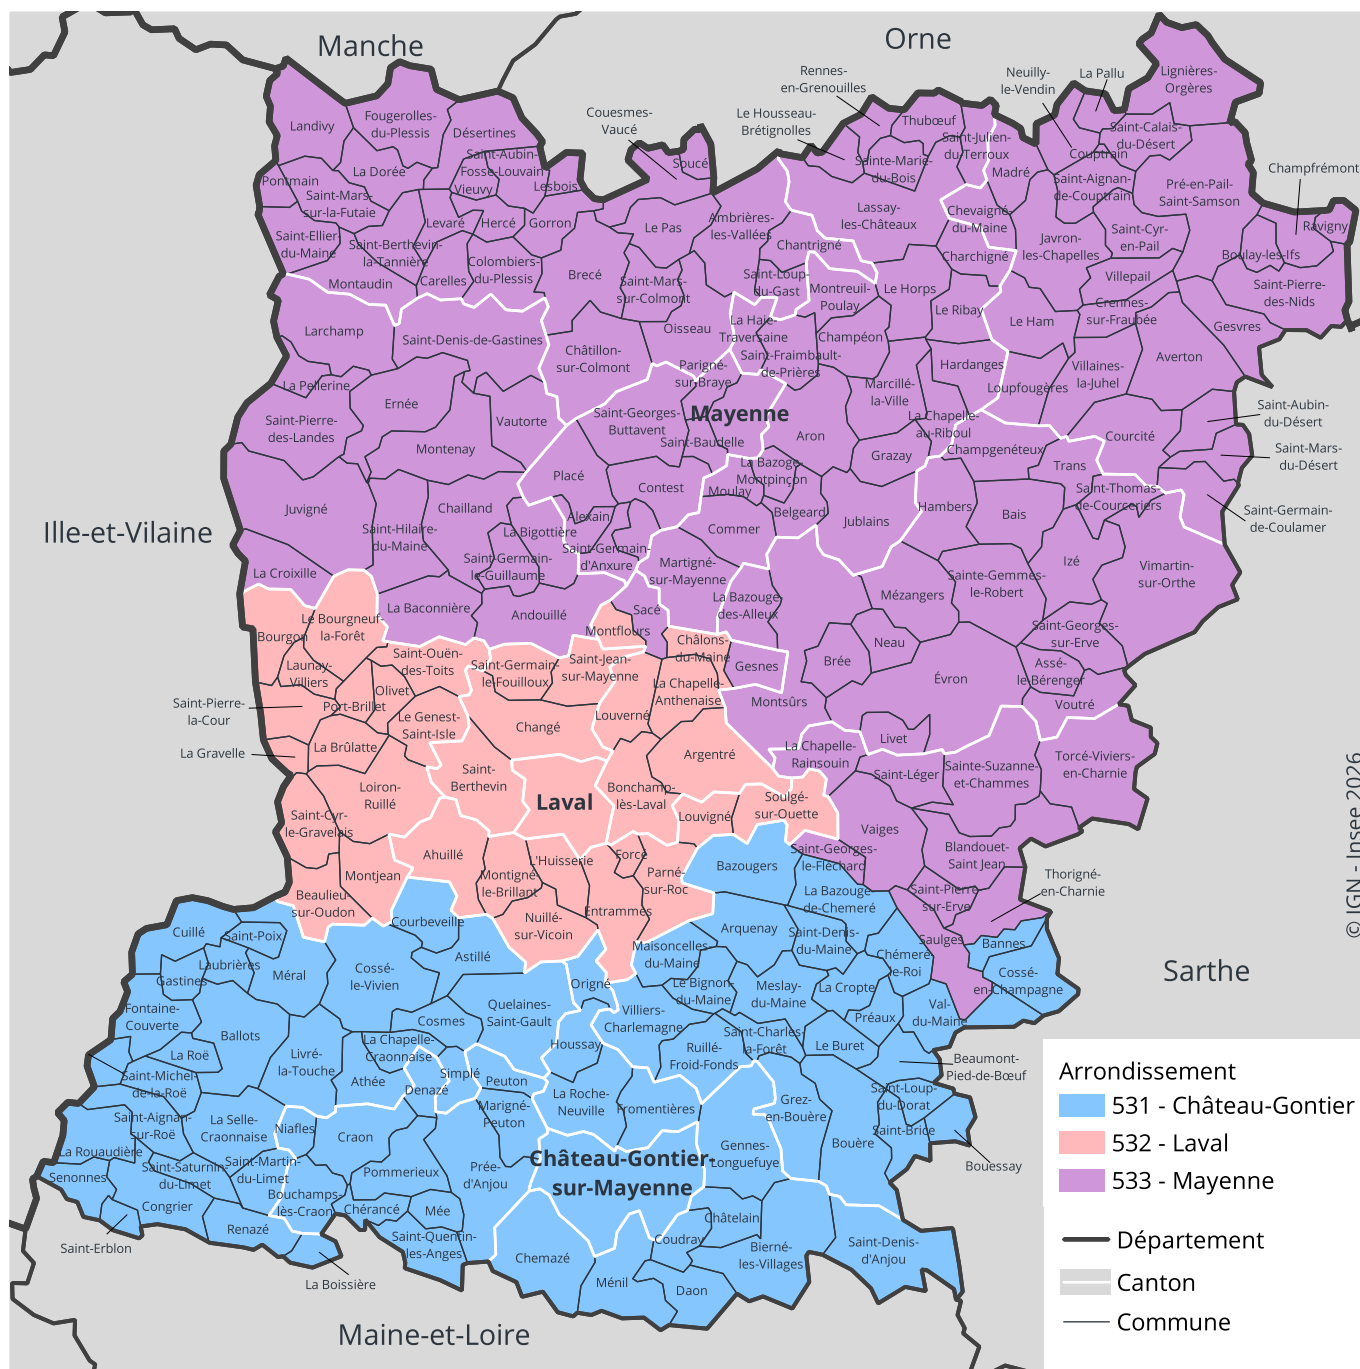 Manche
Orne
Ille-et-Vilaine
Sarthe
Maine-et-Loire
Rennes-
en-Grenouilles
Neuilly-
le-Vendin
La Pallu
Lignières-
Orgères
Couesmes-
Vaucé
Le Housseau-
Brétignolles
Thubœuf
Saint-Calais-
du-Désert
Landivy
Fougerolles-
du-Plessis
Désertines
Saint-Julien-
du-Terroux
Couptrain
Soucé
Sainte-Marie-
du-Bois
Madré
Champfrémont
La Dorée
Saint-Aubin-
Fosse-Louvain
Vieuvy
Lesbois
Pontmain
Saint-Mars-
sur-la-Futaie
Saint-Aignan-
de-Couptrain
Pré-en-Pail-
Saint-Samson
Levaré
Hercé
Gorron
Le Pas
Ambrières-
les-Vallées
Lassay-
les-Châteaux
Chevaigné-
du-Maine
Ravigny
Saint-Ellier-
du-Maine
Saint-Berthevin-
la-Tannière
Chantrigné
Javron-
les-Chapelles
Saint-Cyr-
en-Pail
Boulay-les-Ifs
Montaudin
Carelles
Colombiers-
du-Plessis
Brecé
Saint-Mars-
sur-Colmont
Saint-Loup-
du-Gast
Charchigné
Villepail
Montreuil-
Poulay
Le Horps
Saint-Pierre-
des-Nids
Larchamp
Saint-Denis-de-Gastines
Oisseau
La Haie-
Traversaine
Champéon
Le Ribay
Le Ham
Crennes-
sur-Fraubée
Gesvres
Châtillon-
sur-Colmont
Parigné-
sur-Braye
Saint-Fraimbault-
de-Prières
Hardanges
Averton
La Pellerine
Ernée
Marcillé-
la-Ville
Loupfougères
Villaines-
la-Juhel
Saint-Pierre-
des-Landes
Vautorte
Saint-Georges-
Buttavent
Mayenne
La Chapelle-
au-Riboul
Saint-Aubin-
du-Désert
Montenay
Saint-Baudelle
Aron
Grazay
Champgenéteux
Courcité
Saint-Mars-
du-Désert
Placé
Contest
La Bazoge-
Montpinçon
Trans
Moulay
Juvigné
Chailland
Alexain
Belgeard
Jublains
Hambers
Bais
Saint-Thomas-
de-Courceriers
Saint-Germain-
de-Coulamer
Saint-Hilaire-
du-Maine
La Bigottière
Commer
Saint-Germain-
d'Anxure
Izé
La Croixille
Saint-Germain-
le-Guillaume
Martigné-
sur-Mayenne
Sainte-Gemmes-
le-Robert
Vimartin-
sur-Orthe
La Baconnière
Andouillé
Sacé
La Bazouge-
des-Alleux
Mézangers
Le Bourgneuf-
la-Forêt
Bourgon
Montflours
Neau
Saint-Georges-
sur-Erve
Launay-
Villiers
Saint-Ouën-
des-Toits
Saint-Germain-
le-Fouilloux
Saint-Jean-
sur-Mayenne
Châlons-
du-Maine
Gesnes
Brée
Évron
Assé-
le-Bérenger
Olivet
La Chapelle-
Anthenaise
Montsûrs
Voutré
Saint-Pierre-
la-Cour
Port-Brillet
Le Genest-
Saint-Isle
Changé
Louverné
La Gravelle
La Brûlatte
Argentré
La Chapelle-
Rainsouin
Livet
Saint-Léger
Sainte-Suzanne-
et-Chammes
Torcé-Viviers-
en-Charnie
Loiron-
Ruillé
Saint-
Berthevin
Laval
Bonchamp-
lès-Laval
Louvigné
Soulgé-
sur-Ouette
Saint-Cyr-
le-Gravelais
Vaiges
Ahuillé
L'Huisserie
Forcé
Bazougers
Saint-Georges-
le-Fléchard
Blandouet-
Saint Jean
Montjean
Montigné-
le-Brillant
Parné-
sur-Roc
Thorigné-
en-Charnie
Beaulieu-
sur-Oudon
Courbeveille
Nuillé-
sur-Vicoin
Entrammes
La Bazouge-
de-Chemeré
Saint-Pierre-
sur-Erve
Cuillé
Saint-Poix
Astillé
Maisoncelles-
du-Maine
Arquenay
Saint-Denis-
du-Maine
Saulges
Bannes
Laubrières
Méral
Cossé-
le-Vivien
Chémeré-
le-Roi
Gastines
Origné
Le Bignon-
du-Maine
Meslay-
du-Maine
La Cropte
Cossé-
en-Champagne
Fontaine-
Couverte
Ballots
Cosmes
Quelaines-
Saint-Gault
Villiers-
Charlemagne
Préaux
Val-
du-Maine
La Roë
Livré-
la-Touche
La Chapelle-
Craonnaise
Houssay
Ruillé-
Froid-Fonds
Saint-Charles-
la-Forêt
Le Buret
Beaumont-
Pied-de-Bœuf
Saint-Michel-
de-la-Roë
Athée
Denazé
Simplé
Peuton
La Roche-
Neuville
Fromentières
Grez-
en-Bouère
Saint-Loup-
du-Dorat
Saint-Aignan-
sur-Roë
La Selle-
Craonnaise
Niafles
Craon
Marigné-
Peuton
Gennes-
Longuefuye
Bouère
Saint-Brice
La Rouaudière
Bouessay
Senonnes
Saint-Saturnin-
du-Limet
Saint-Martin-
du-Limet
Pommerieux
Prée-
d'Anjou
Château-Gontier-
sur-Mayenne
Congrier
Bouchamps-
lès-Craon
Chérancé
Mée
Châtelain
Saint-Erblon
Renazé
Saint-Quentin-
les-Anges
Chemazé
Coudray
Bierné-
les-Villages
Saint-Denis-
d'Anjou
La Boissière
Ménil
Daon
© IGN - Insee 2026
Arrondissement
531 - Château-Gontier
532 - Laval
533 - Mayenne
Département
Canton
Commune